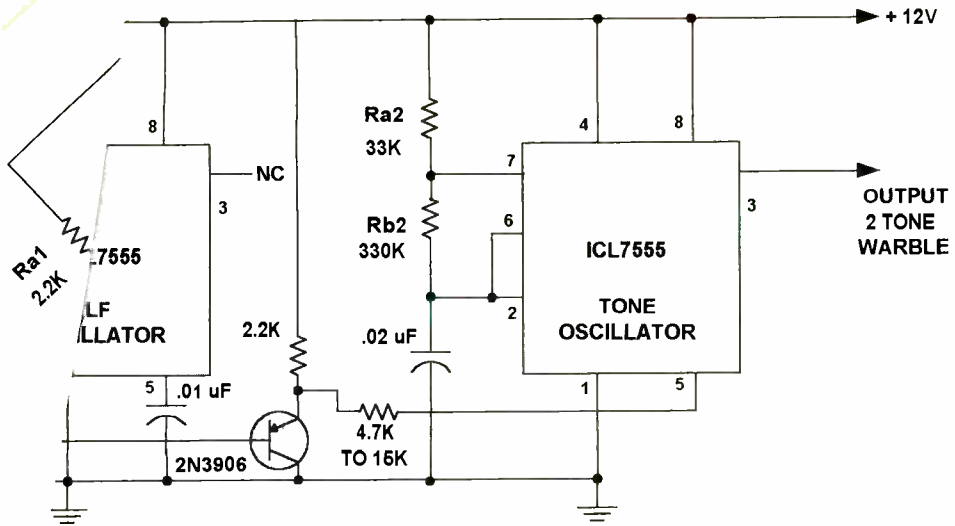 + 12V
8
NC
3
Ra1
2.2K
7555
LF
ILLATOR
5
.01 uF
2.2K
2N3906
4.7K
TO 15K
Ra2
33K
Rb2
330K
.02 uF
4
8
7
6
2
ICL7555
TONE
OSCILLATOR
1
5
3
OUTPUT
2 TONE
WARBLE